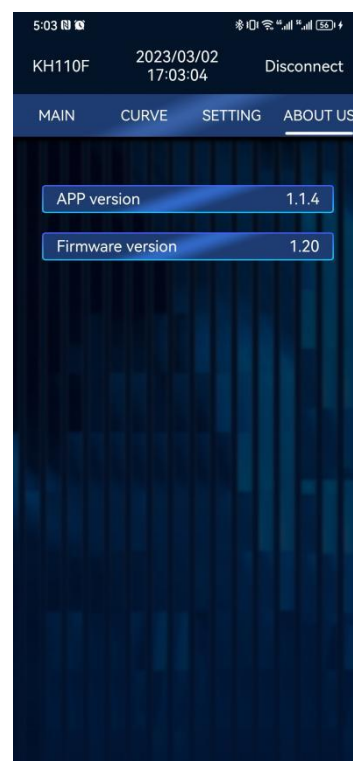 5:03
56
KH110F
2023/03/02
17:03:04
Disconnect
MAIN CURVE SETTING ABOUT US
APP version 1.1.4
Firmware version 1.20